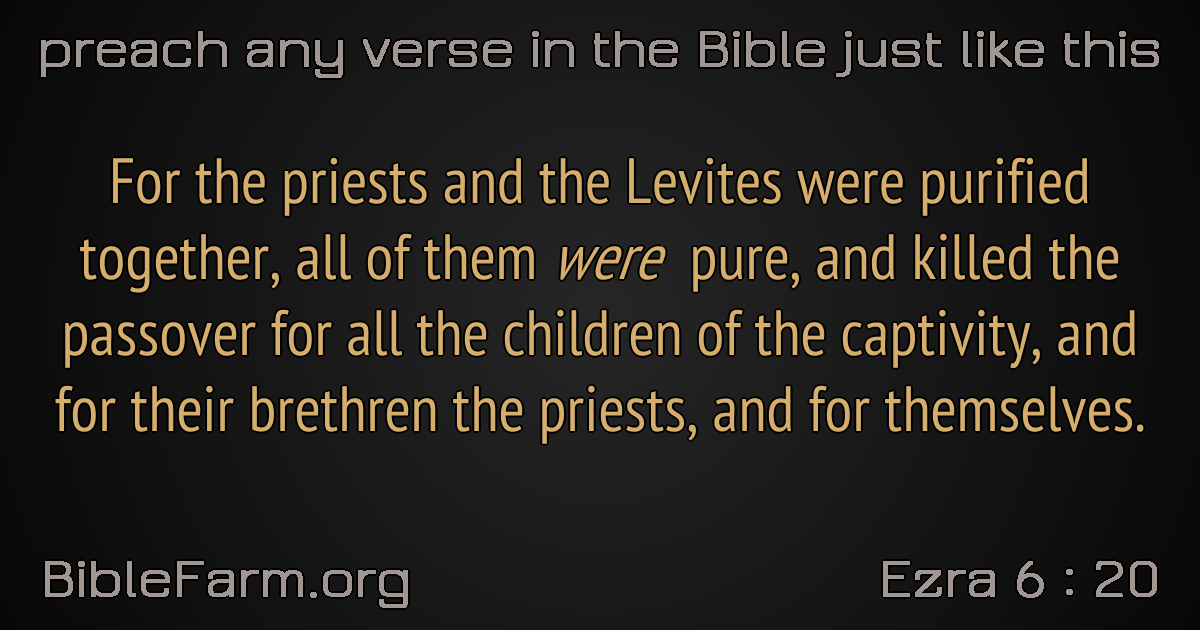 preach any verse in the Bible just like this
For the priests and the Levites were purified
together, all of them were pure, and killed the
passover for all the children of the captivity, and
for their brethren the priests, and for themselves.
BibleFarm.org
Ezra 6 : 20